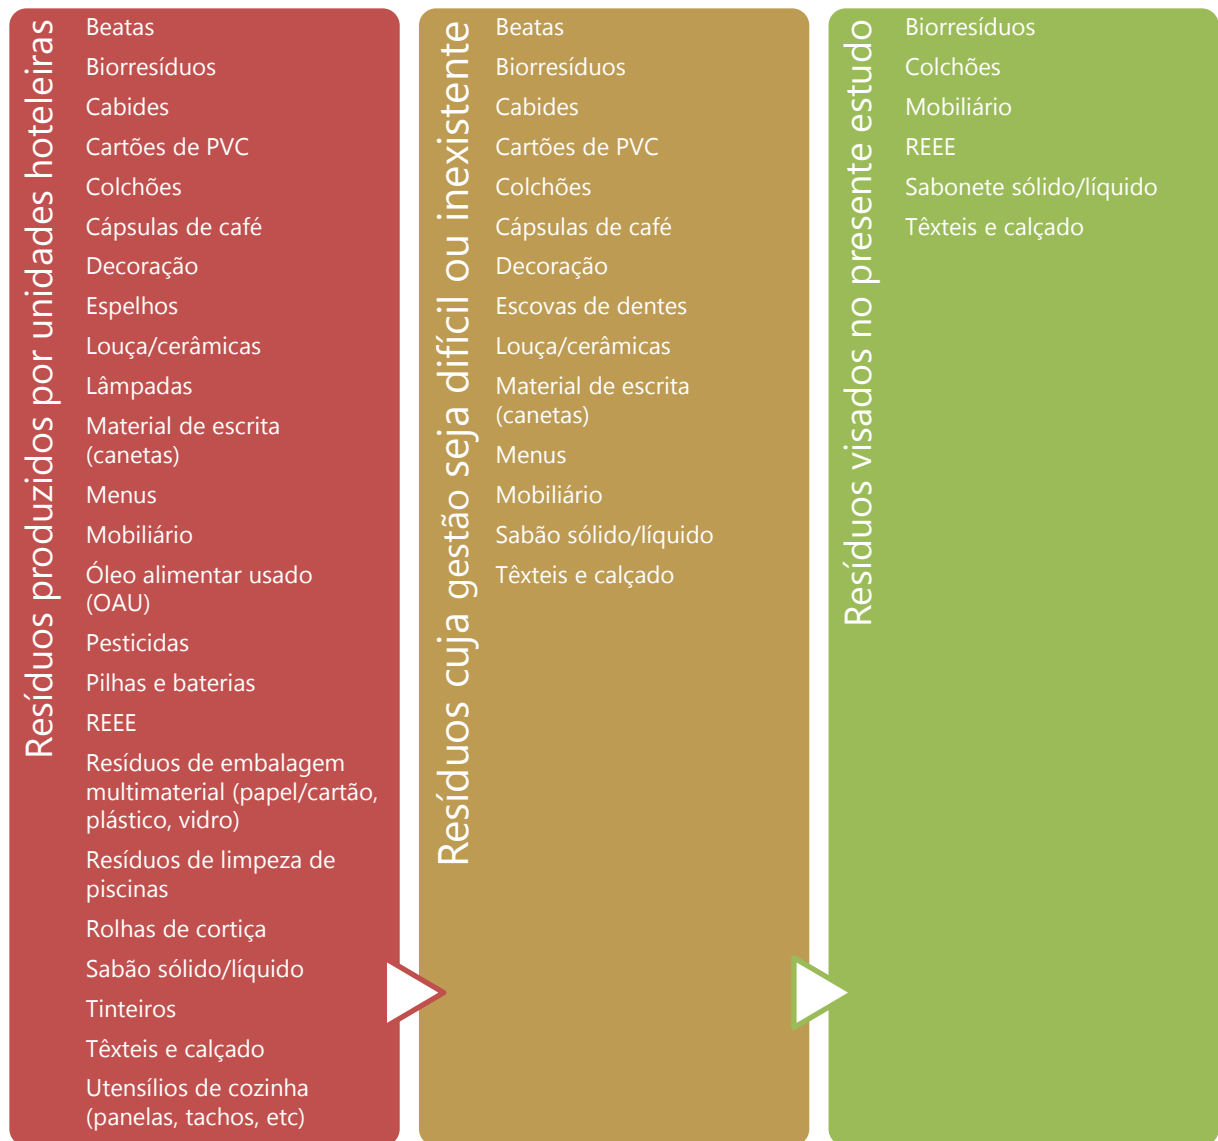 Resíduos produzidos por unidades hoteleiras
Beatas
Biorresíduos
Cabides
Cartões de PVC
Colchões
Cápsulas de café
Decoração
Espelhos
Louça/cerâmicas
Lâmpadas
Material de escrita
(canetas)
Menus
Mobiliário
Óleo alimentar usado
(OAU)
Pesticidas
Pilhas e baterias
REEE
Resíduos de embalagem
multimaterial (papel/cartão,
plástico, vidro)
Resíduos de limpeza de
piscinas
Rolhas de cortiça
Sabão sólido/líquido
Tinteiros
Têxteis e calçado
Utensílios de cozinha
(panelas, tachos, etc)
Resíduos cuja gestão seja difícil ou inexistente
Beatas
Biorresíduos
Cabides
Cartões de PVC
Colchões
Cápsulas de café
Decoração
Escovas de dentes
Louça/cerâmicas
Material de escrita
(canetas)
Menus
Mobiliário
Sabão sólido/líquido
Têxteis e calçado
Resíduos visados no presente estudo
Biorresíduos
Colchões
Mobiliário
REEE
Sabonete sólido/líquido
Têxteis e calçado